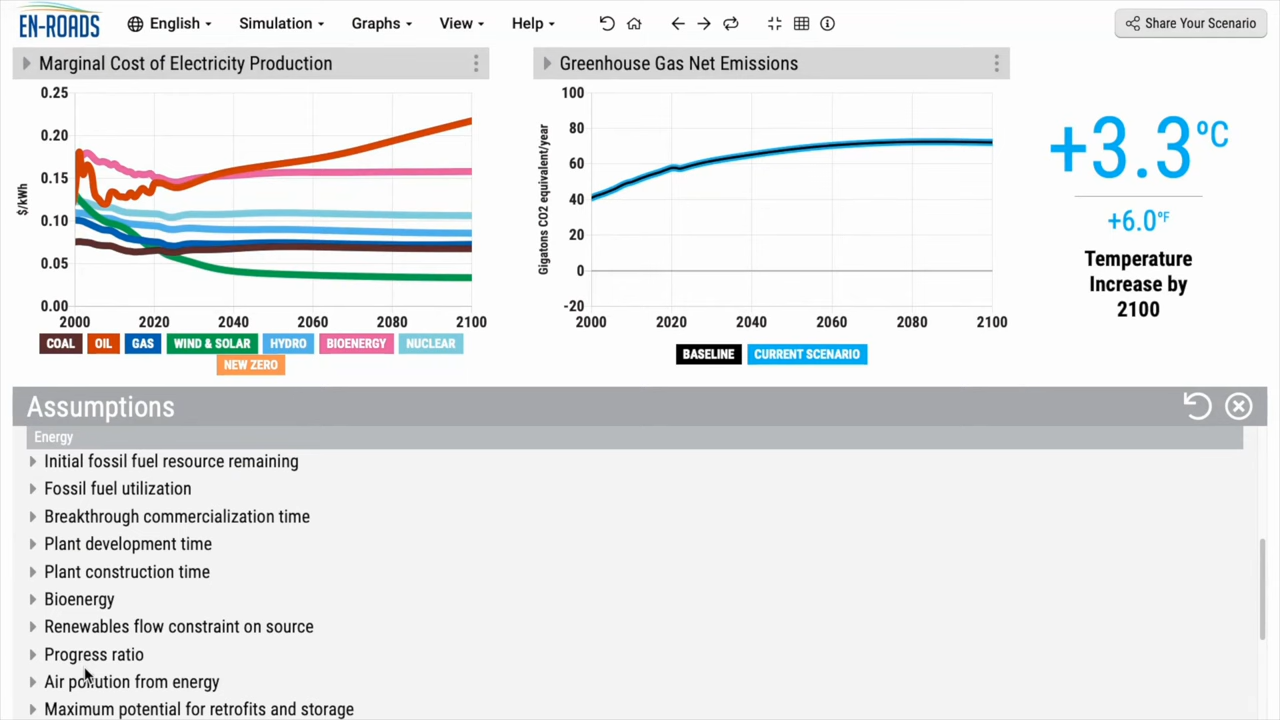 EN-ROADS
English
Simulation
Graphs
View
Help
Share Your Scenario
Marginal Cost of Electricity Production
0.25
0.20
0.15
0.10
0.05
0.00
$/kWh
2000 2020 2040 2060 2080 2100
COAL OIL GAS WIND & SOLAR HYDRO BIOENERGY NUCLEAR
NEW ZERO
Greenhouse Gas Net Emissions
100
80
60
40
20
0
-20
Gigatons CO2 equivalent/year
2000 2020 2040 2060 2080 2100
BASELINE CURRENT SCENARIO
+3.3 ºC
+6.0 ºF
Temperature
Increase by
2100
Assumptions
Energy
Initial fossil fuel resource remaining
Fossil fuel utilization
Breakthrough commercialization time
Plant development time
Plant construction time
Bioenergy
Renewables flow constraint on source
Progress ratio
Air pollution from energy
Maximum potential for retrofits and storage